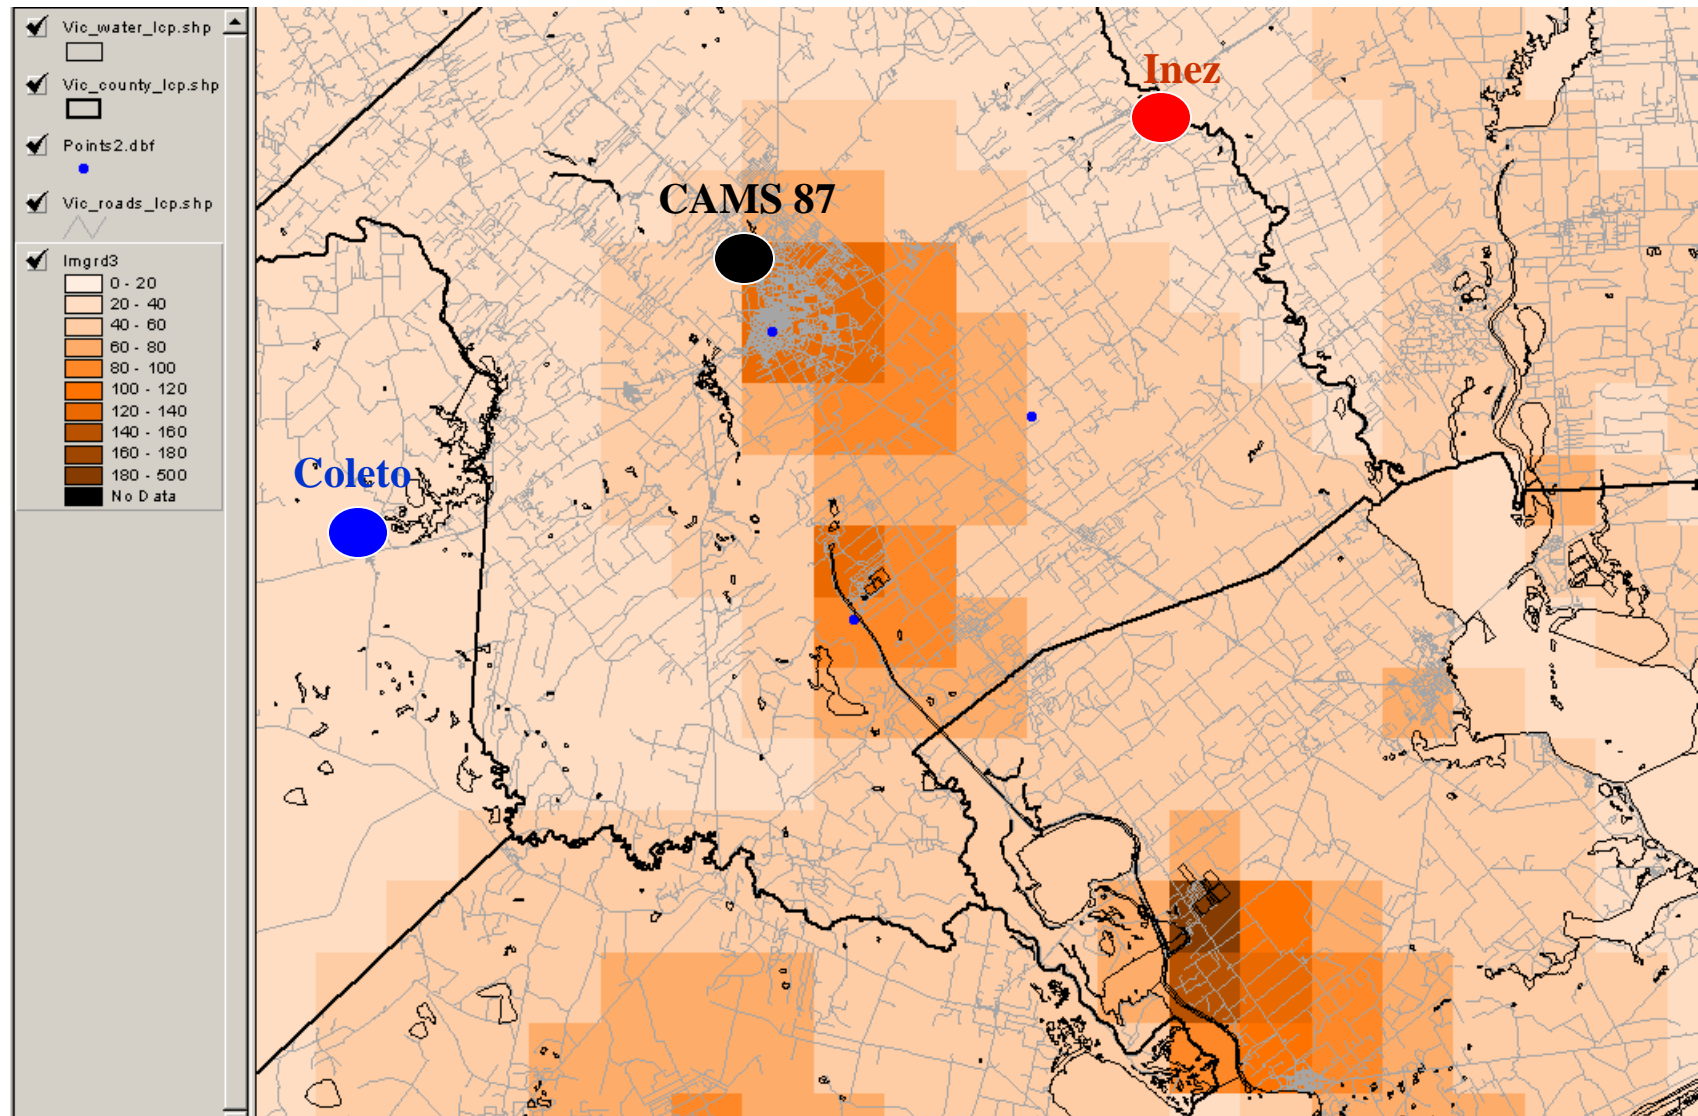 Vic_water_lcp.shp
Vic_county_lcp.shp
Points2.dbf
Vic_roads_lcp.shp
Imgrd3
0 - 20
20 - 40
40 - 60
60 - 80
80 - 100
100 - 120
120 - 140
140 - 160
160 - 180
180 - 500
No Data
Inez
CAMS 87
Coleto